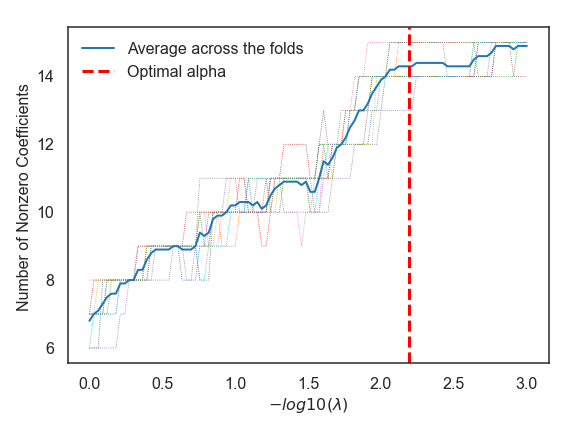 Average across the folds
Optimal alpha
Number of Nonzero Coefficients
14
12
10
8
6
0.0 0.5 1.0 1.5 2.0 2.5 3.0
−log10(λ)